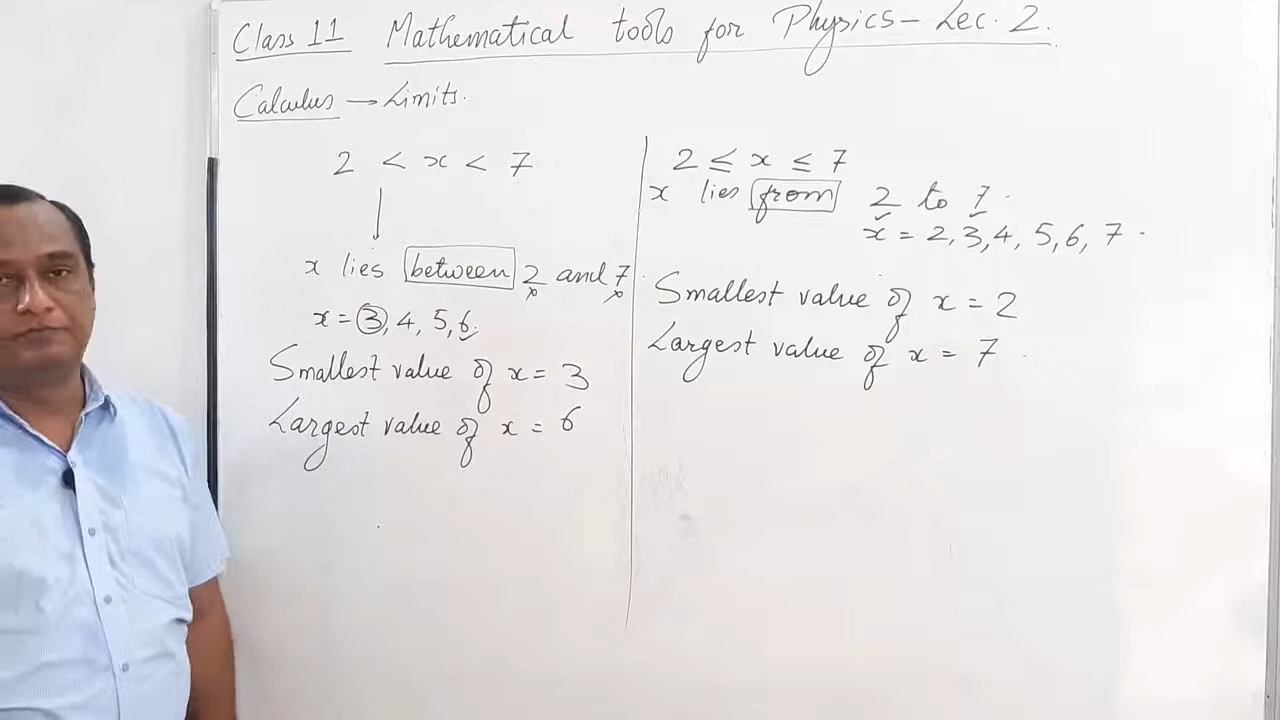 Class 11 Mathematical tools for Physics - Lec. 2.
Calculus → Limits.
2 < x < 7
x lies between 2 and 7.
x = 3, 4, 5, 6.
Smallest value of x = 3
Largest value of x = 6
2 ≤ x ≤ 7
x lies from 2 to 7.
x = 2, 3, 4, 5, 6, 7.
Smallest value of x = 2
Largest value of x = 7.